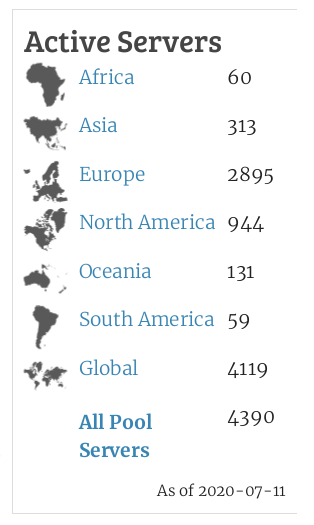 Active Servers
Africa 60
Asia 313
Europe 2895
North America 944
Oceania 131
South America 59
Global 4119
All Pool 4390
Servers
As of 2020-07-11